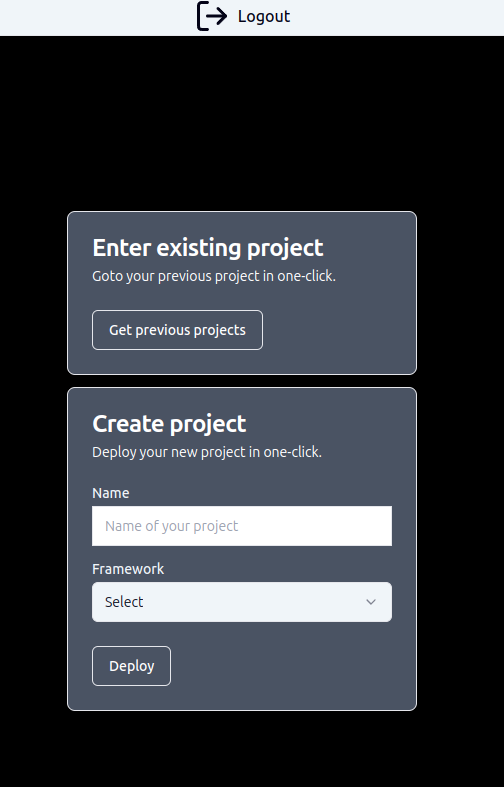 Logout
Enter existing project
Goto your previous project in one-click.
Get previous projects
Create project
Deploy your new project in one-click.
Name
Name of your project
Framework
Select
Deploy